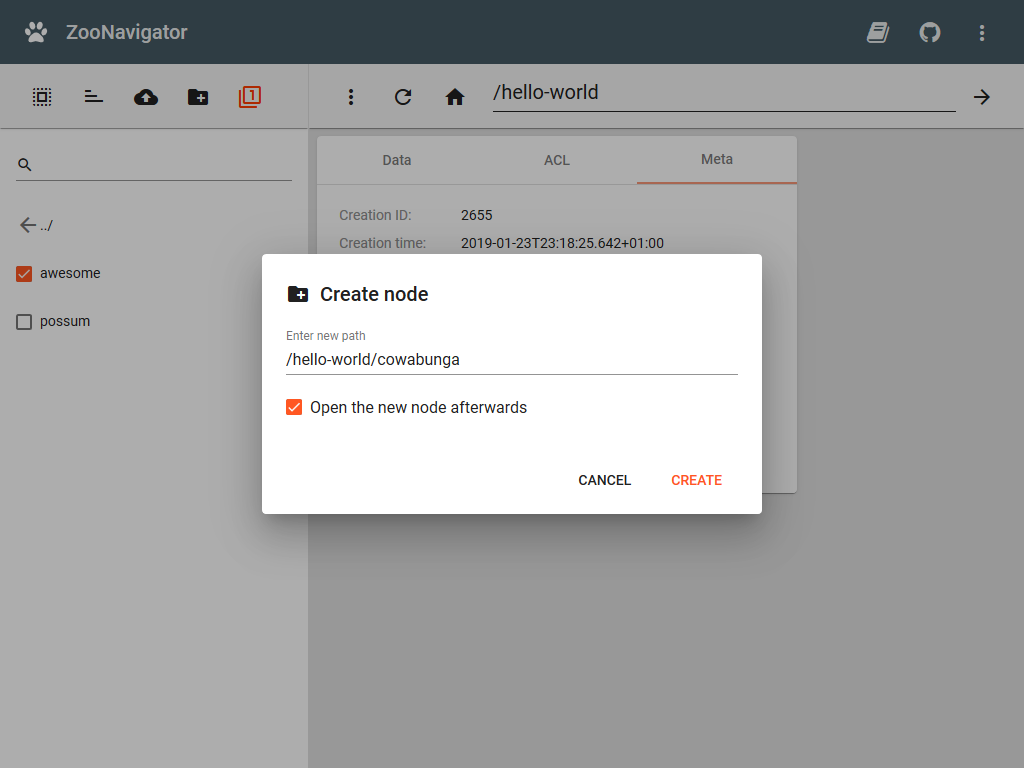 ZooNavigator
1
/hello-world
../
awesome
possum
Data ACL Meta
Creation ID: 2655
Creation time: 2019-01-23T23:18:25.642+01:00
Create node
Enter new path
/hello-world/cowabunga
Open the new node afterwards
CANCEL CREATE